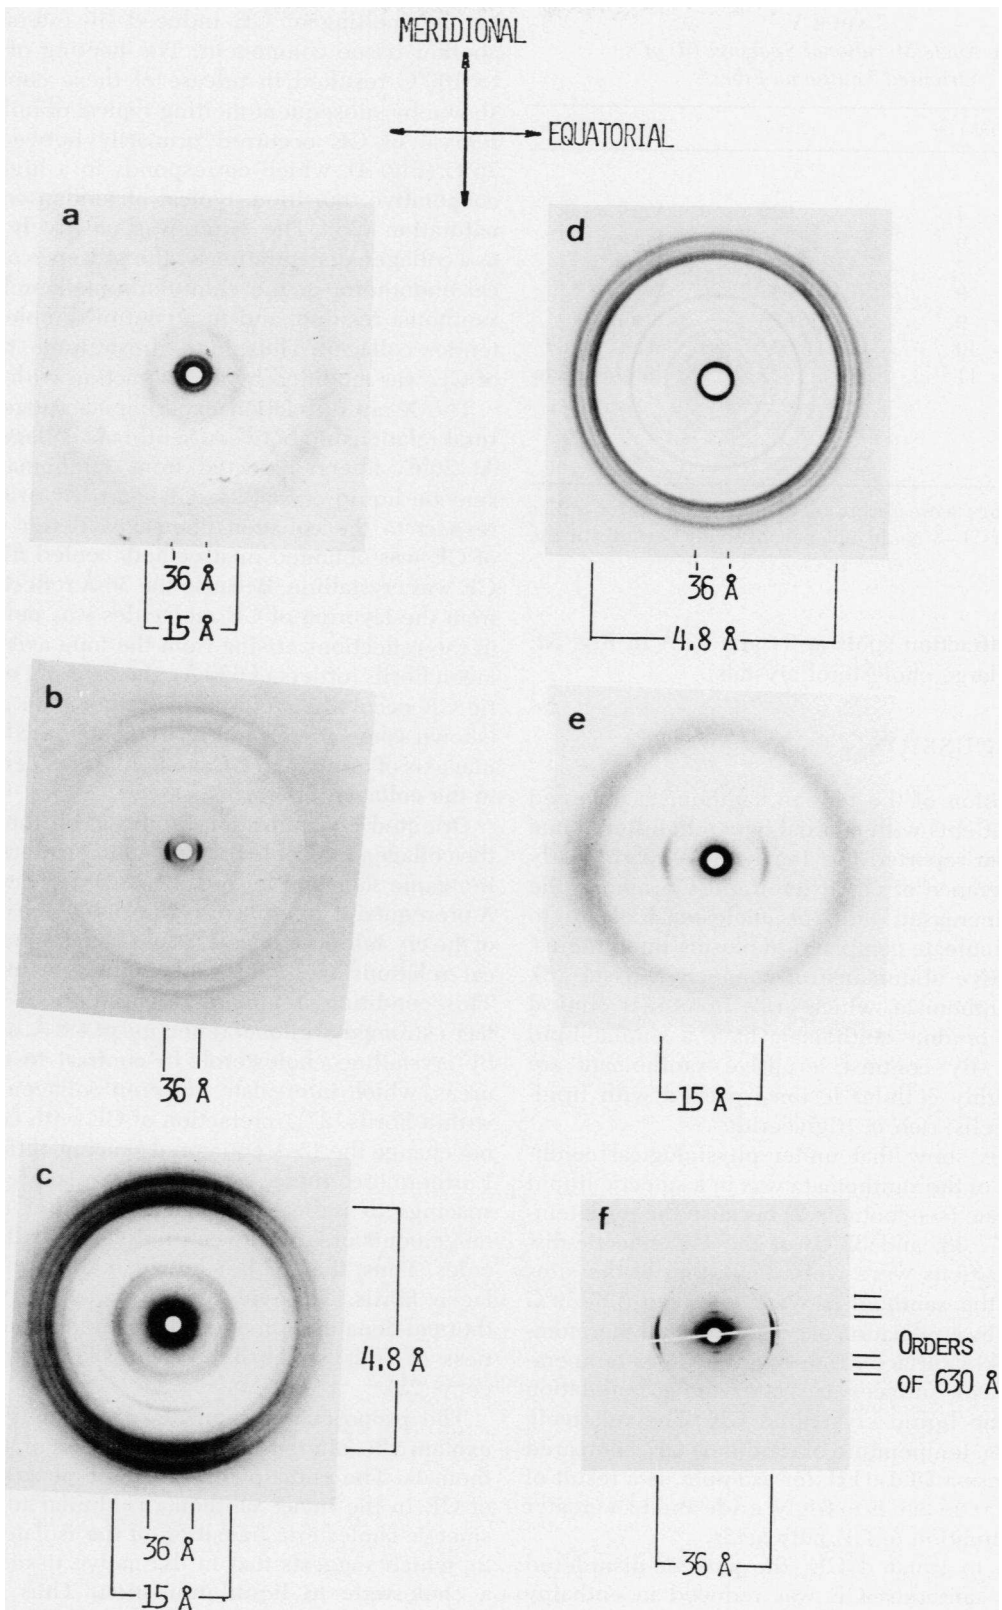 MERIDIONAL
EQUATORIAL
a
36 Å
15 Å
b
36 Å
c
4.8 Å
36 Å
15 Å
d
36 Å
4.8 Å
e
15 Å
f
ORDERS
OF 630 Å
36 Å